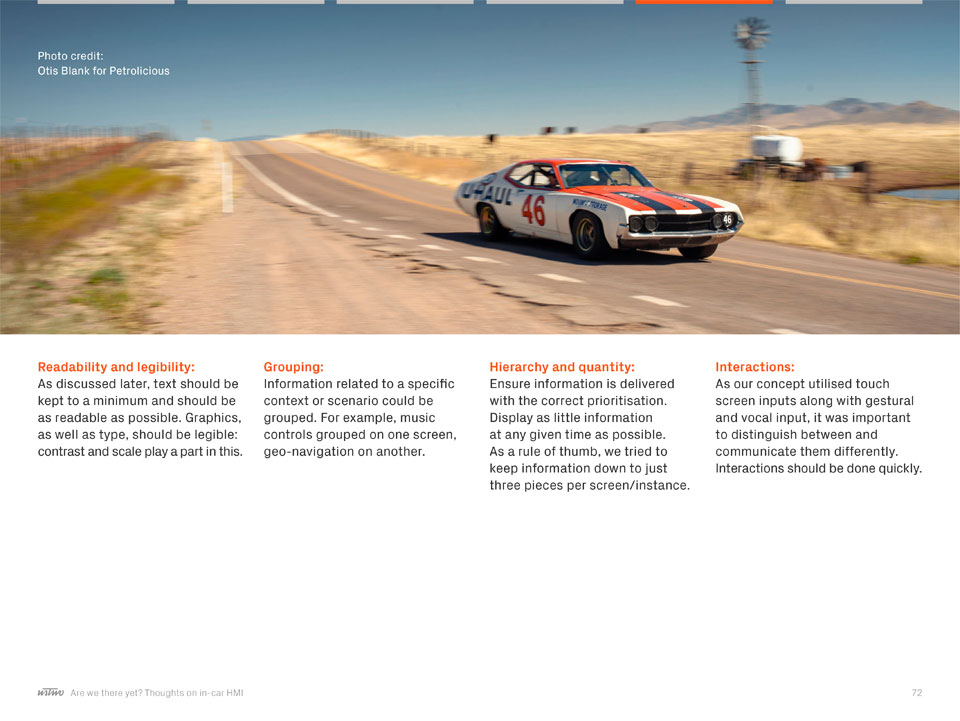 Photo credit:
Otis Blank for Petrolicious
U-HAUL
46
46
Readability and legibility:
As discussed later, text should be
kept to a minimum and should be
as readable as possible. Graphics,
as well as type, should be legible:
contrast and scale play a part in this.
Grouping:
Information related to a specific
context or scenario could be
grouped. For example, music
controls grouped on one screen,
geo-navigation on another.
Hierarchy and quantity:
Ensure information is delivered
with the correct prioritisation.
Display as little information
at any given time as possible.
As a rule of thumb, we tried to
keep information down to just
three pieces per screen/instance.
Interactions:
As our concept utilised touch
screen inputs along with gestural
and vocal input, it was important
to distinguish between and
communicate them differently.
Interactions should be done quickly.
Are we there yet? Thoughts on in-car HMI
72